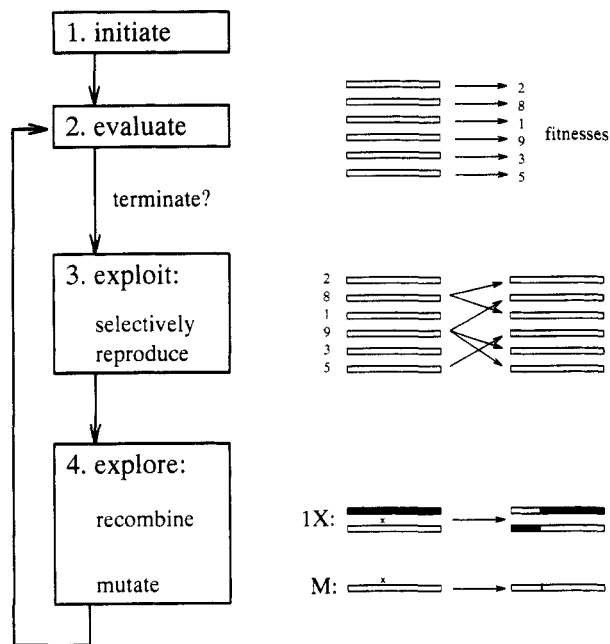 1. initiate
2. evaluate
terminate?
3. exploit:
selectively
reproduce
4. explore:
recombine
mutate
2
8
1
9
3
5
fitnesses
2
8
1
9
3
5
1X:
x
M:
x